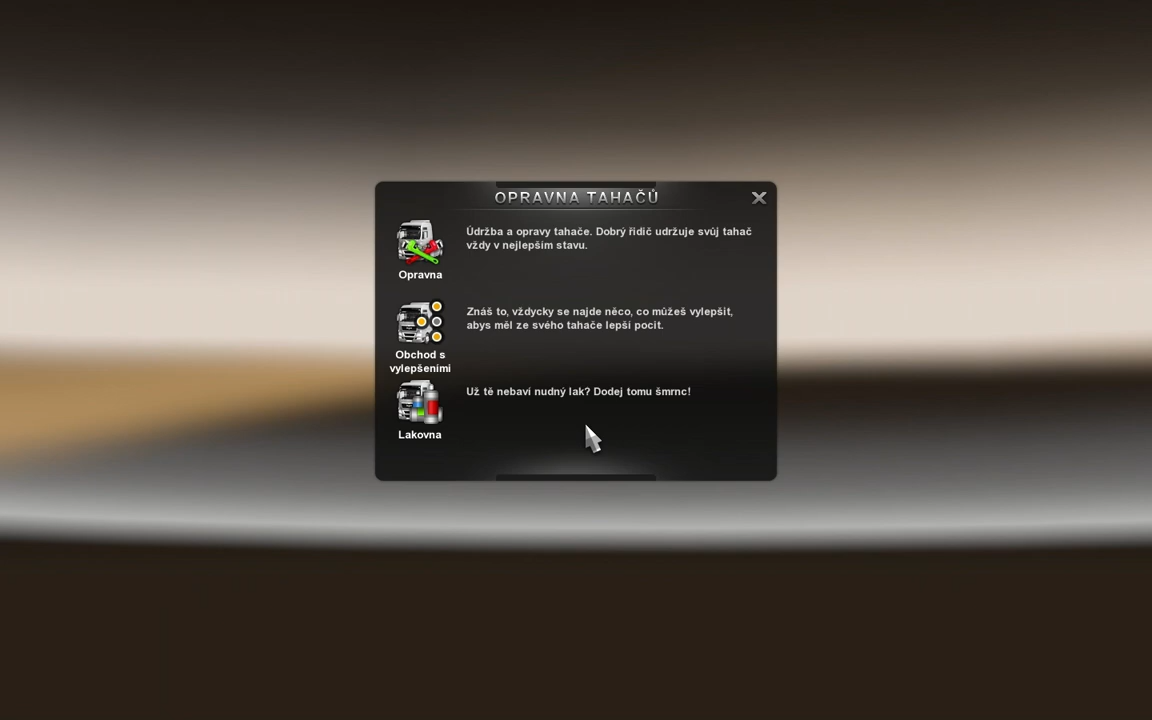 OPRAVNA TAHAČŮ
Údržba a opravy tahače. Dobrý řidič udržuje svůj tahač
vždy v nejlepším stavu.
Opravna
Znáš to, vždycky se najde něco, co můžeš vylepšit,
abys měl ze svého tahače lepší pocit.
Obchod s
vylepšeními
Už tě nebaví nudný lak? Dodej tomu šmrnc!
Lakovna